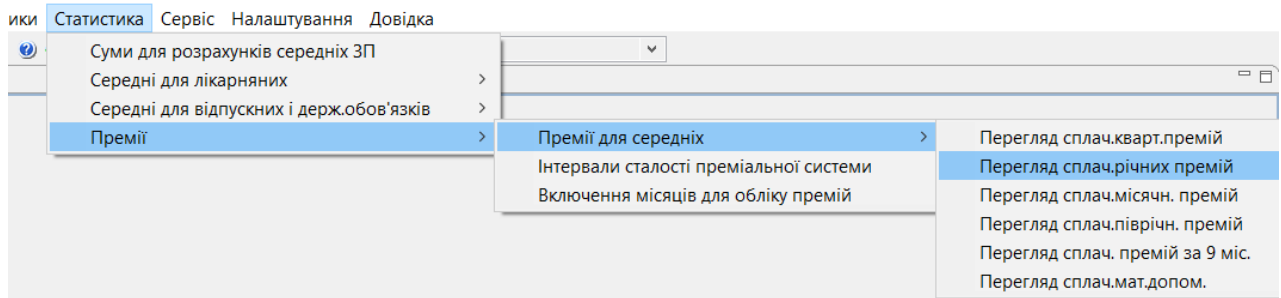 ики Статистика Сервіс Налаштування Довідка
Суми для розрахунків середніх ЗП
Середні для лікарняних
Середні для відпускних і держ.обов'язків
Премії
Премії для середніх
Інтервали сталості преміальної системи
Включення місяців для обліку премій
Перегляд сплач.кварт.премій
Перегляд сплач.річних премій
Перегляд сплач.місячн. премій
Перегляд сплач.піврічн. премій
Перегляд сплач. премій за 9 міс.
Перегляд сплач.мат.допом.